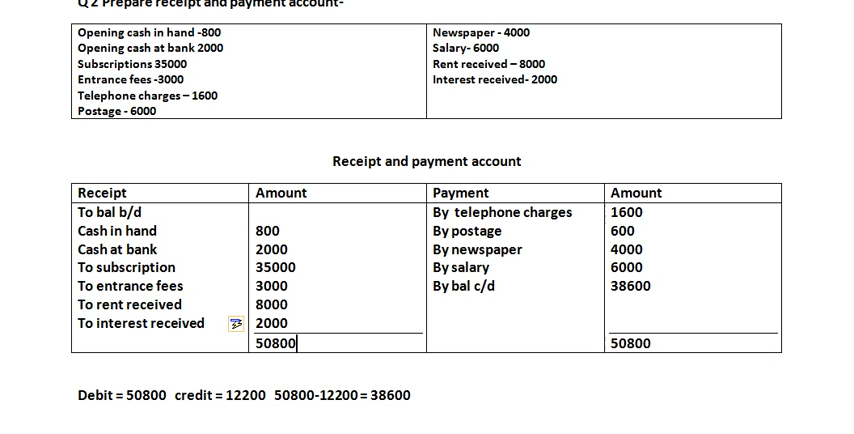 Q 2 Prepare receipt and payment account-
Opening cash in hand -800
Opening cash at bank 2000
Subscriptions 35000
Entrance fees -3000
Telephone charges – 1600
Postage - 6000
Newspaper - 4000
Salary- 6000
Rent received – 8000
Interest received- 2000
Receipt and payment account
Receipt Amount Payment Amount
To bal b/d By telephone charges 1600
Cash in hand 800 By postage 600
Cash at bank 2000 By newspaper 4000
To subscription 35000 By salary 6000
To entrance fees 3000 By bal c/d 38600
To rent received 8000
To interest received 2000
50800 50800
Debit = 50800 credit = 12200 50800-12200 = 38600